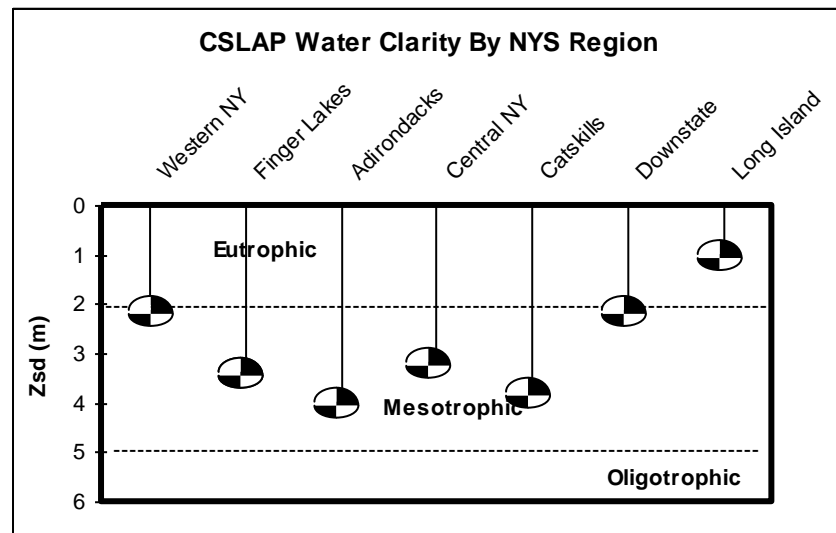 CSLAP Water Clarity By NYS Region
Western NY
Finger Lakes
Adirondacks
Central NY
Catskills
Downstate
Long Island
0
1
2
3
4
5
6
Zsd (m)
Eutrophic
Mesotrophic
Oligotrophic